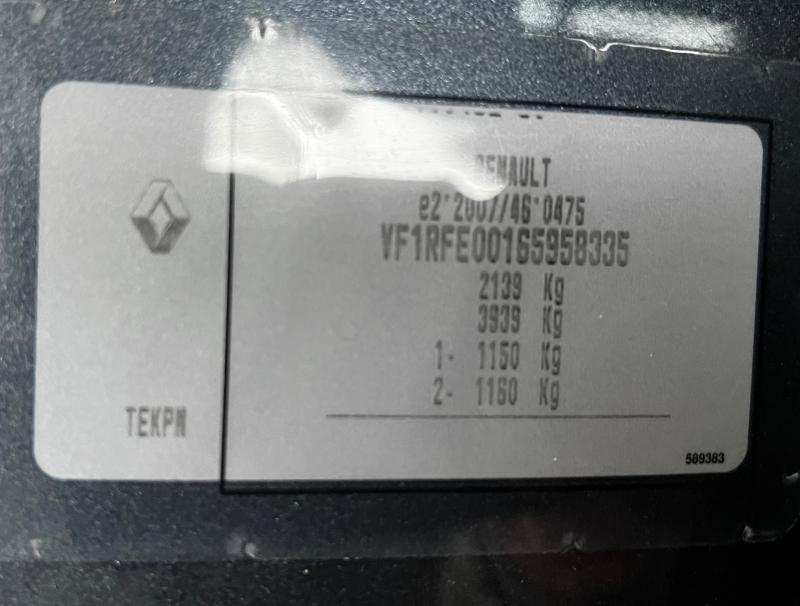 RENAULT
e2*2007/46*0475
VF1RFE00165958335
2139 Kg
3939 Kg
1- 1150 Kg
2- 1160 Kg
TEKPN
589383